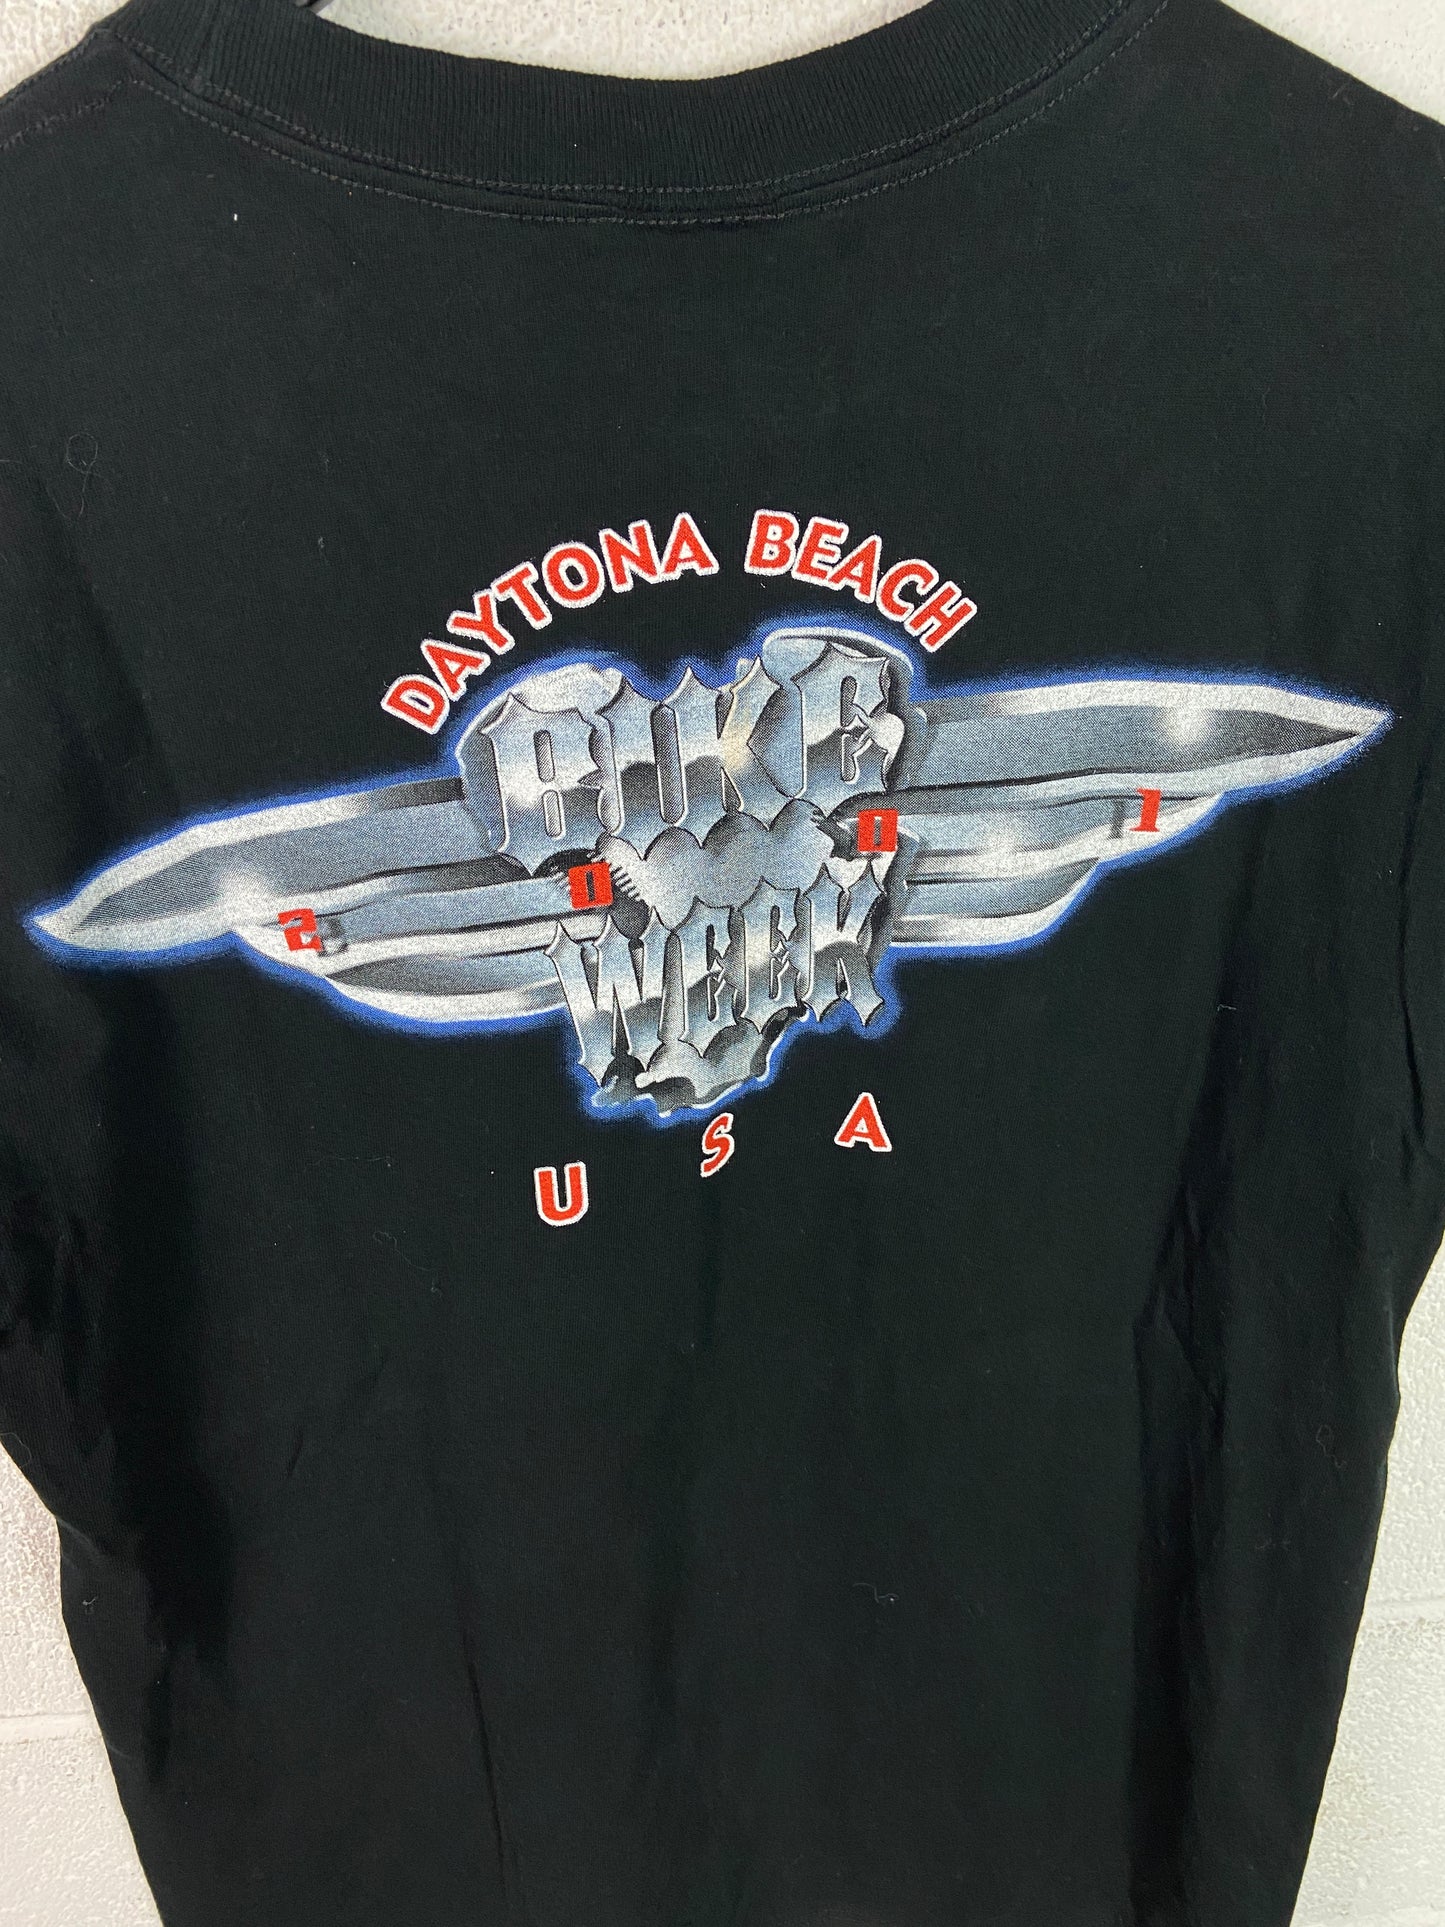 DAYTONA BEACH
BIKE
2 0 0 1
WEEK
U S A